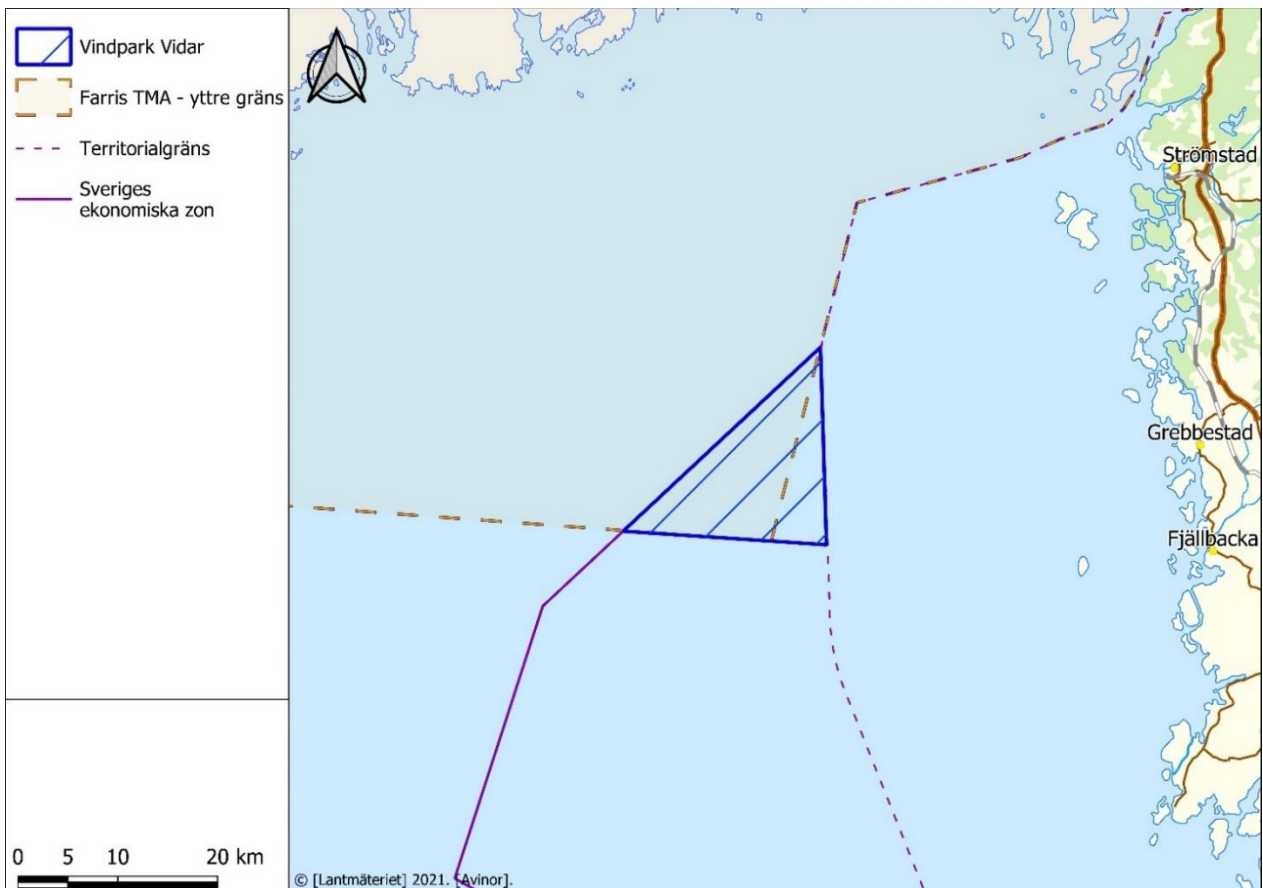 Vindpark Vidar
Farris TMA - yttre gräns
Territorialgräns
Sveriges
ekonomiska zon
Strömstad
Grebbestad
Fjällbacka
0 5 10 20 km
© [Lantmäteriet] 2021. [Avinor].